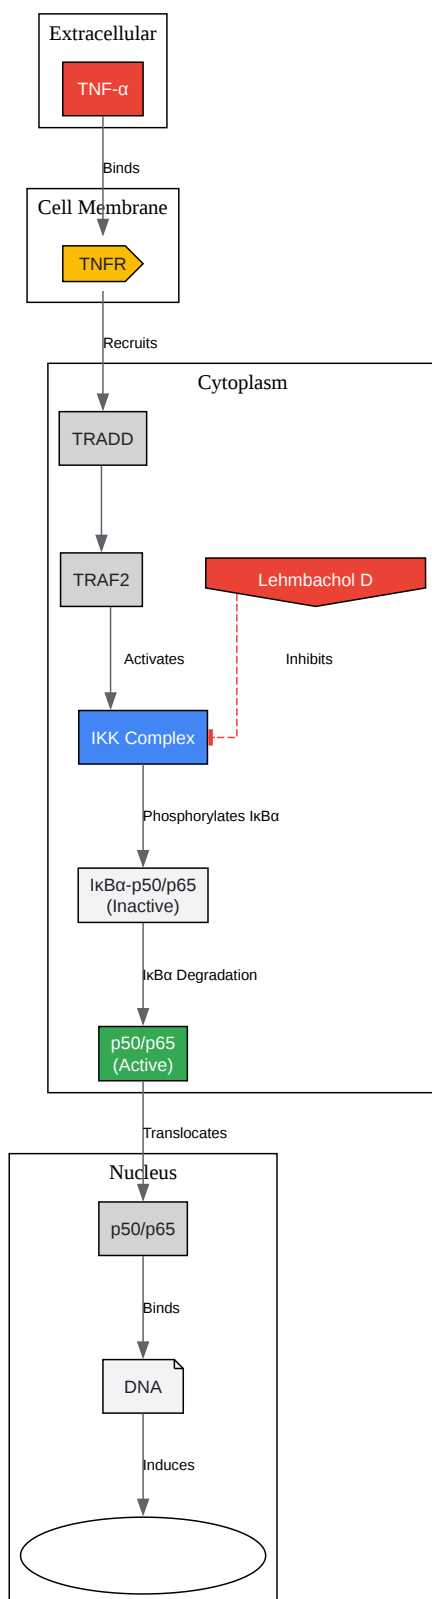 Extracellular
TNF-α
Binds
Cell Membrane
TNFR
Recruits
Cytoplasm
TRADD
TRAF2
Lehmbachol D
Activates
Inhibits
IKK Complex
Phosphorylates IκBα
IκBα-p50/p65
(Inactive)
IκBα Degradation
p50/p65
(Active)
Translocates
Nucleus
p50/p65
Binds
DNA
Induces